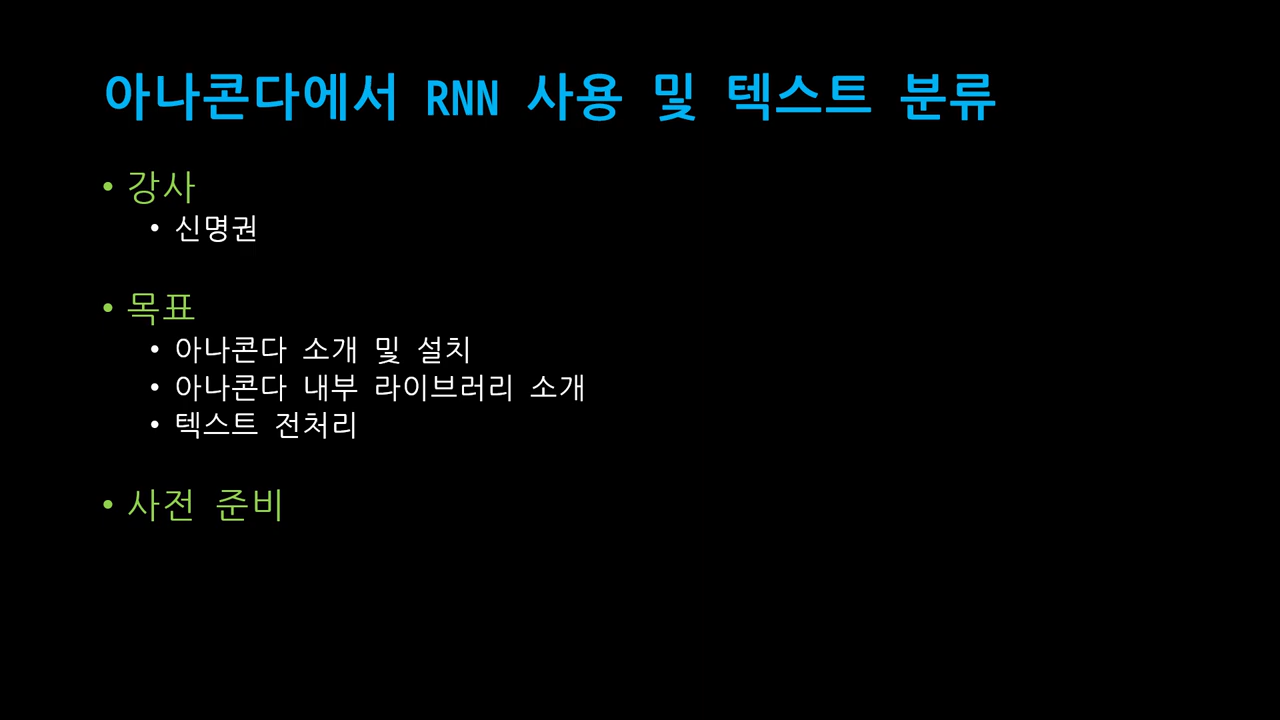 아나콘다에서 RNN 사용 및 텍스트 분류
• 강사
• 신명권
• 목표
• 아나콘다 소개 및 설치
• 아나콘다 내부 라이브러리 소개
• 텍스트 전처리
• 사전 준비